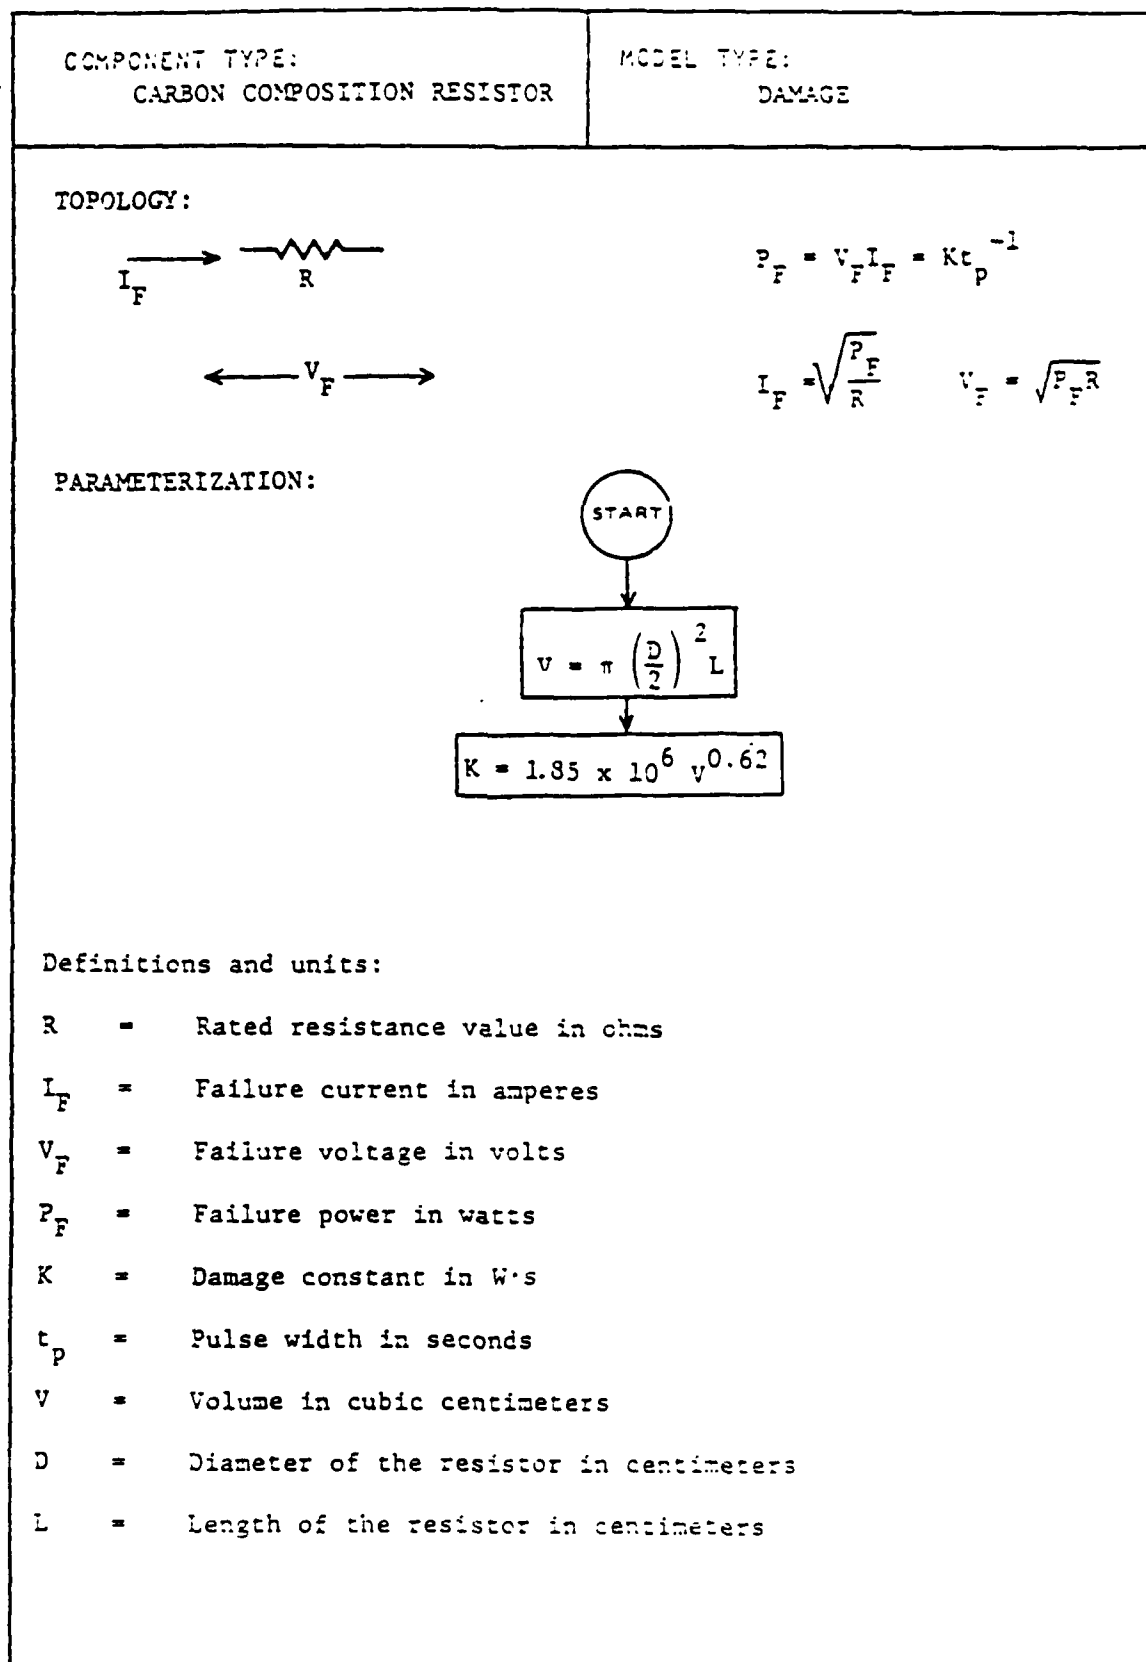 COMPONENT TYPE:
CARBON COMPOSITION RESISTOR
MODEL TYPE:
DAMAGE
TOPOLOGY:
I_F R
P_F = V_F I_F = Kt_p^-1
V_F
I_F = √(P_F/R) V_F = √(P_F R)
PARAMETERIZATION:
START
V = π (D/2)^2 L
K = 1.85 x 10^6 V^0.62
Definitions and units:
R = Rated resistance value in ohms
I_F = Failure current in amperes
V_F = Failure voltage in volts
P_F = Failure power in watts
K = Damage constant in W·s
t_p = Pulse width in seconds
V = Volume in cubic centimeters
D = Diameter of the resistor in centimeters
L = Length of the resistor in centimeters